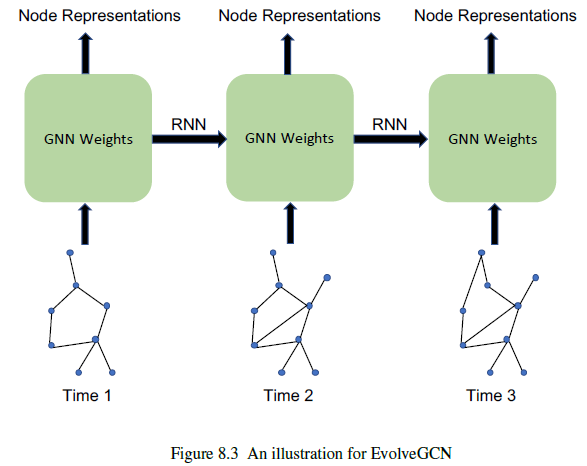 Node Representations Node Representations Node Representations
RNN RNN
GNN Weights GNN Weights GNN Weights
Time 1 Time 2 Time 3
Figure 8.3 An illustration for EvolveGCN